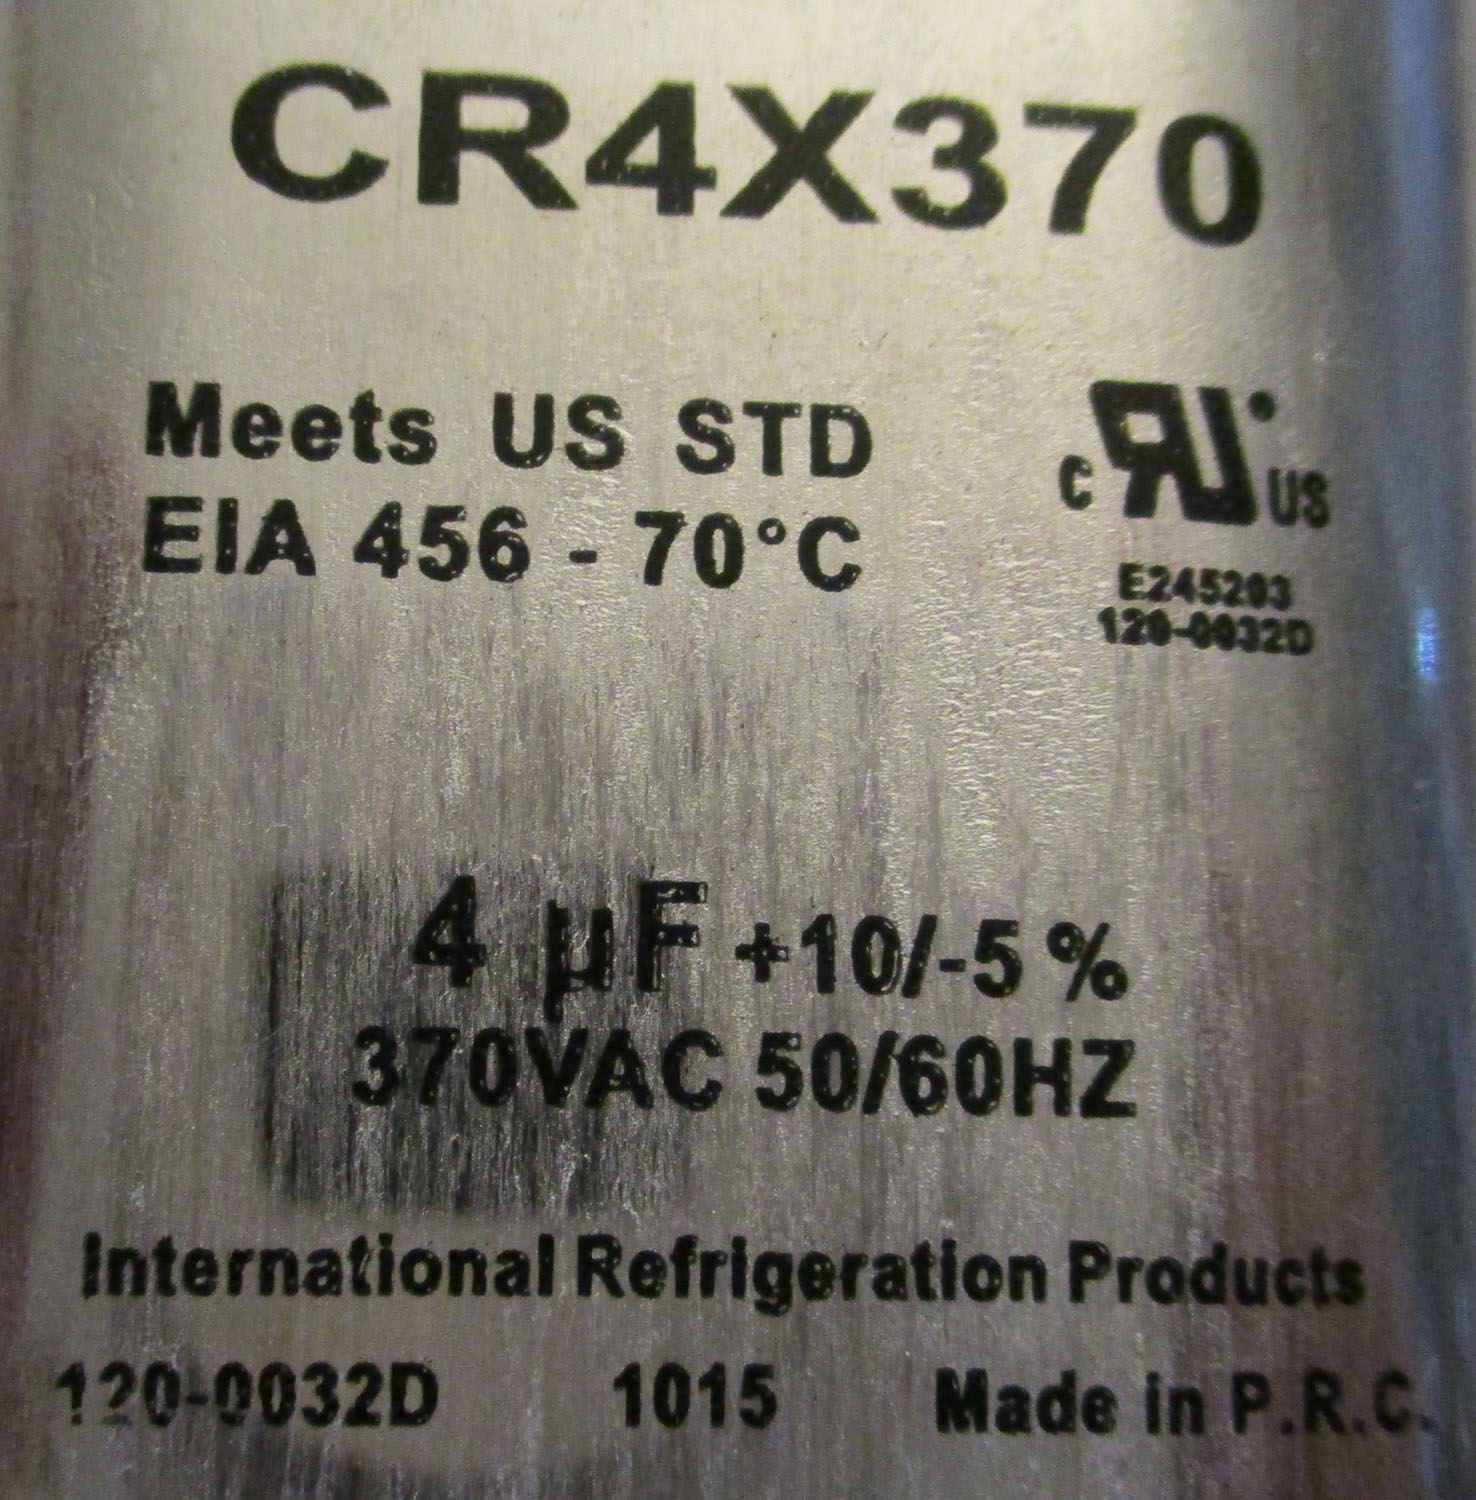 CR4X370
Meets US STD
EIA 456 - 70°C
c RU US
E245203
120-0032D
4 µF +10/-5 %
370VAC 50/60HZ
International Refrigeration Products
120-0032D 1015 Made in P.R.C.